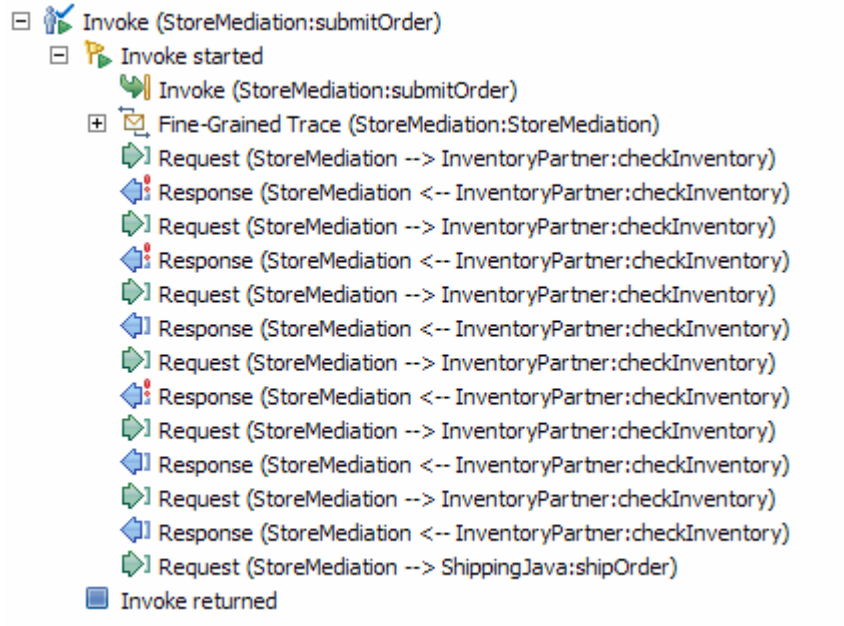 Invoke (StoreMediation:submitOrder)
Invoke started
Invoke (StoreMediation:submitOrder)
Fine-Grained Trace (StoreMediation:StoreMediation)
Request (StoreMediation --> InventoryPartner:checkInventory)
Response (StoreMediation <-- InventoryPartner:checkInventory)
Request (StoreMediation --> InventoryPartner:checkInventory)
Response (StoreMediation <-- InventoryPartner:checkInventory)
Request (StoreMediation --> InventoryPartner:checkInventory)
Response (StoreMediation <-- InventoryPartner:checkInventory)
Request (StoreMediation --> InventoryPartner:checkInventory)
Response (StoreMediation <-- InventoryPartner:checkInventory)
Request (StoreMediation --> InventoryPartner:checkInventory)
Response (StoreMediation <-- InventoryPartner:checkInventory)
Request (StoreMediation --> InventoryPartner:checkInventory)
Response (StoreMediation <-- InventoryPartner:checkInventory)
Request (StoreMediation --> ShippingJava:shipOrder)
Invoke returned